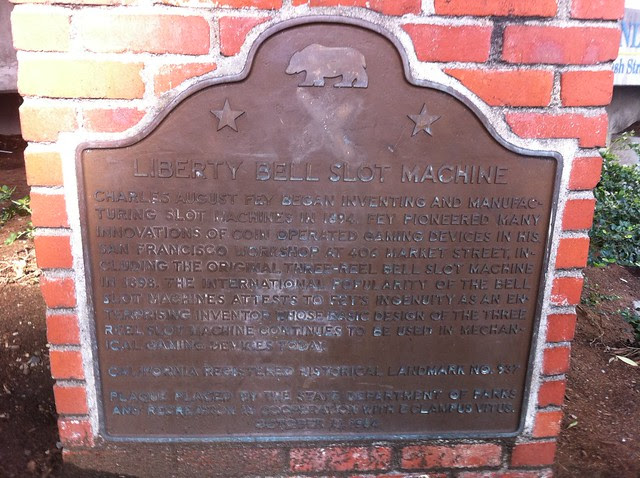 LIBERTY BELL SLOT MACHINE
CHARLES AUGUST FEY BEGAN INVENTING AND MANUFAC-
TURING SLOT MACHINES IN 1894. FEY PIONEERED MANY
INNOVATIONS OF COIN OPERATED GAMING DEVICES IN HIS
SAN FRANCISCO WORKSHOP AT 406 MARKET STREET, IN-
CLUDING THE ORIGINAL THREE-REEL BELL SLOT MACHINE
IN 1898. THE INTERNATIONAL POPULARITY OF THE BELL
SLOT MACHINES ATTESTS TO FEY'S INGENUITY AS AN EN-
TERPRISING INVENTOR WHOSE BASIC DESIGN OF THE THREE
REEL SLOT MACHINE CONTINUES TO BE USED IN MECHAN-
ICAL GAMING DEVICES TODAY.
CALIFORNIA REGISTERED HISTORICAL LANDMARK NO. 937
PLAQUE PLACED BY THE STATE DEPARTMENT OF PARKS
AND RECREATION IN COOPERATION WITH E CLAMPUS VITUS,
OCTOBER 1984.